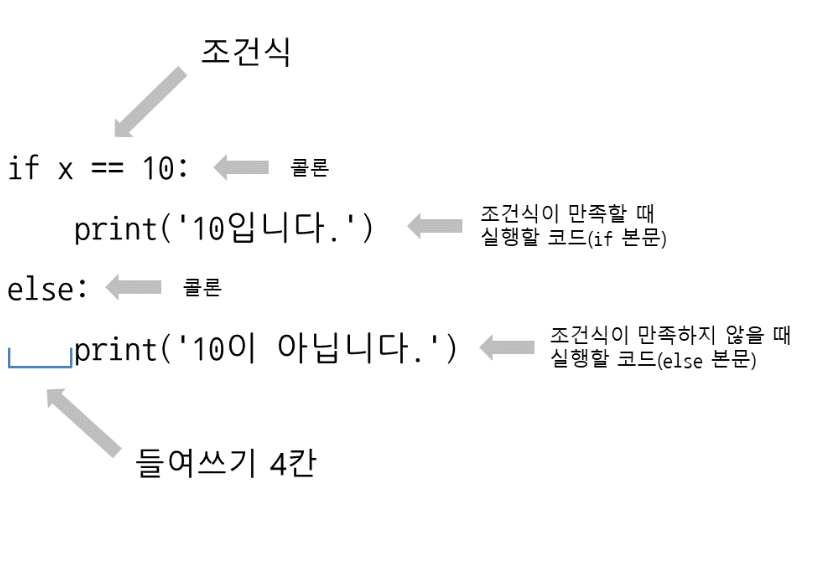 조건식
if x == 10:
콜론
print('10입니다.')
조건식이 만족할 때
실행할 코드(if 본문)
else:
콜론
print('10이 아닙니다.')
조건식이 만족하지 않을 때
실행할 코드(else 본문)
들여쓰기 4칸